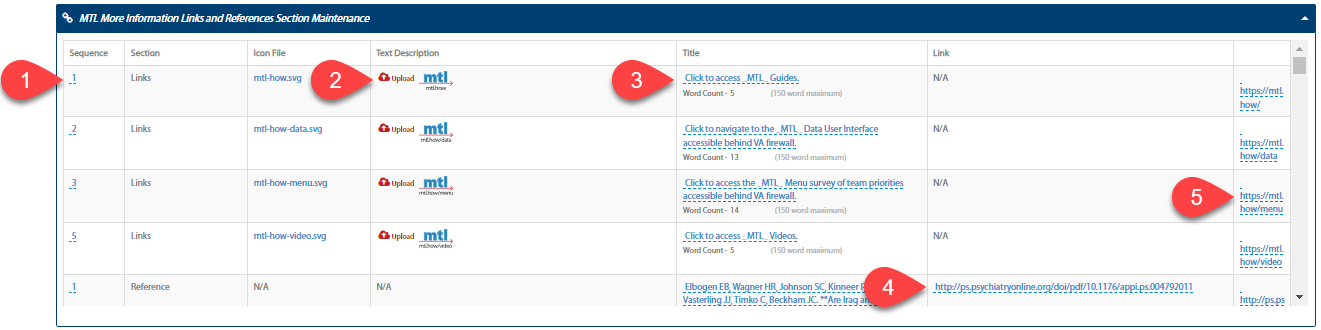 MTL More Information Links and References Section Maintenance
Sequence Section Icon File Text Description Title Link
1
1 Links mtl-how.svg
2
Upload mtl
mtl.how
3
Click to access _MTL_ Guides.
Word Count - 5 (150 word maximum)
N/A
https://mtl.
how/
2 Links mtl-how-data.svg Upload mtl
mtl.how/data
Click to navigate to the _MTL_ Data User Interface
accessible behind VA firewall.
Word Count - 13 (150 word maximum)
N/A
https://mtl.
how/data
3 Links mtl-how-menu.svg Upload mtl
mtl.how/menu
Click to access the _MTL_ Menu survey of team priorities
accessible behind VA firewall.
Word Count - 14 (150 word maximum)
N/A
5
https://mtl.
how/menu
5 Links mtl-how-video.svg Upload mtl
mtl.how/video
Click to access _MTL_ Videos.
Word Count - 5 (150 word maximum)
N/A
https://mtl.
how/video
1 Reference N/A N/A
Elbogen EB, Wagner HR, Johnson SC, Kinneer
Vasterling JJ, Timko C, Beckham JC. **Are Iraq
4
http://ps.psychiatryonline.org/doi/pdf/10.1176/appi.ps.004792011
http://ps.ps